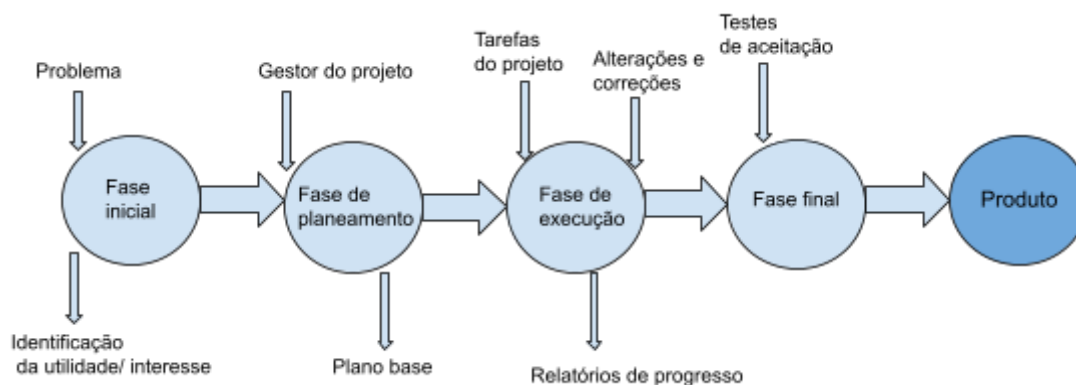 Problema
Gestor do projeto
Tarefas
do projeto
Alterações e
correções
Testes
de aceitação
Fase
inicial
Fase de
planeamento
Fase de
execução
Fase final
Produto
Identificação
da utilidade/ interesse
Plano base
Relatórios de progresso